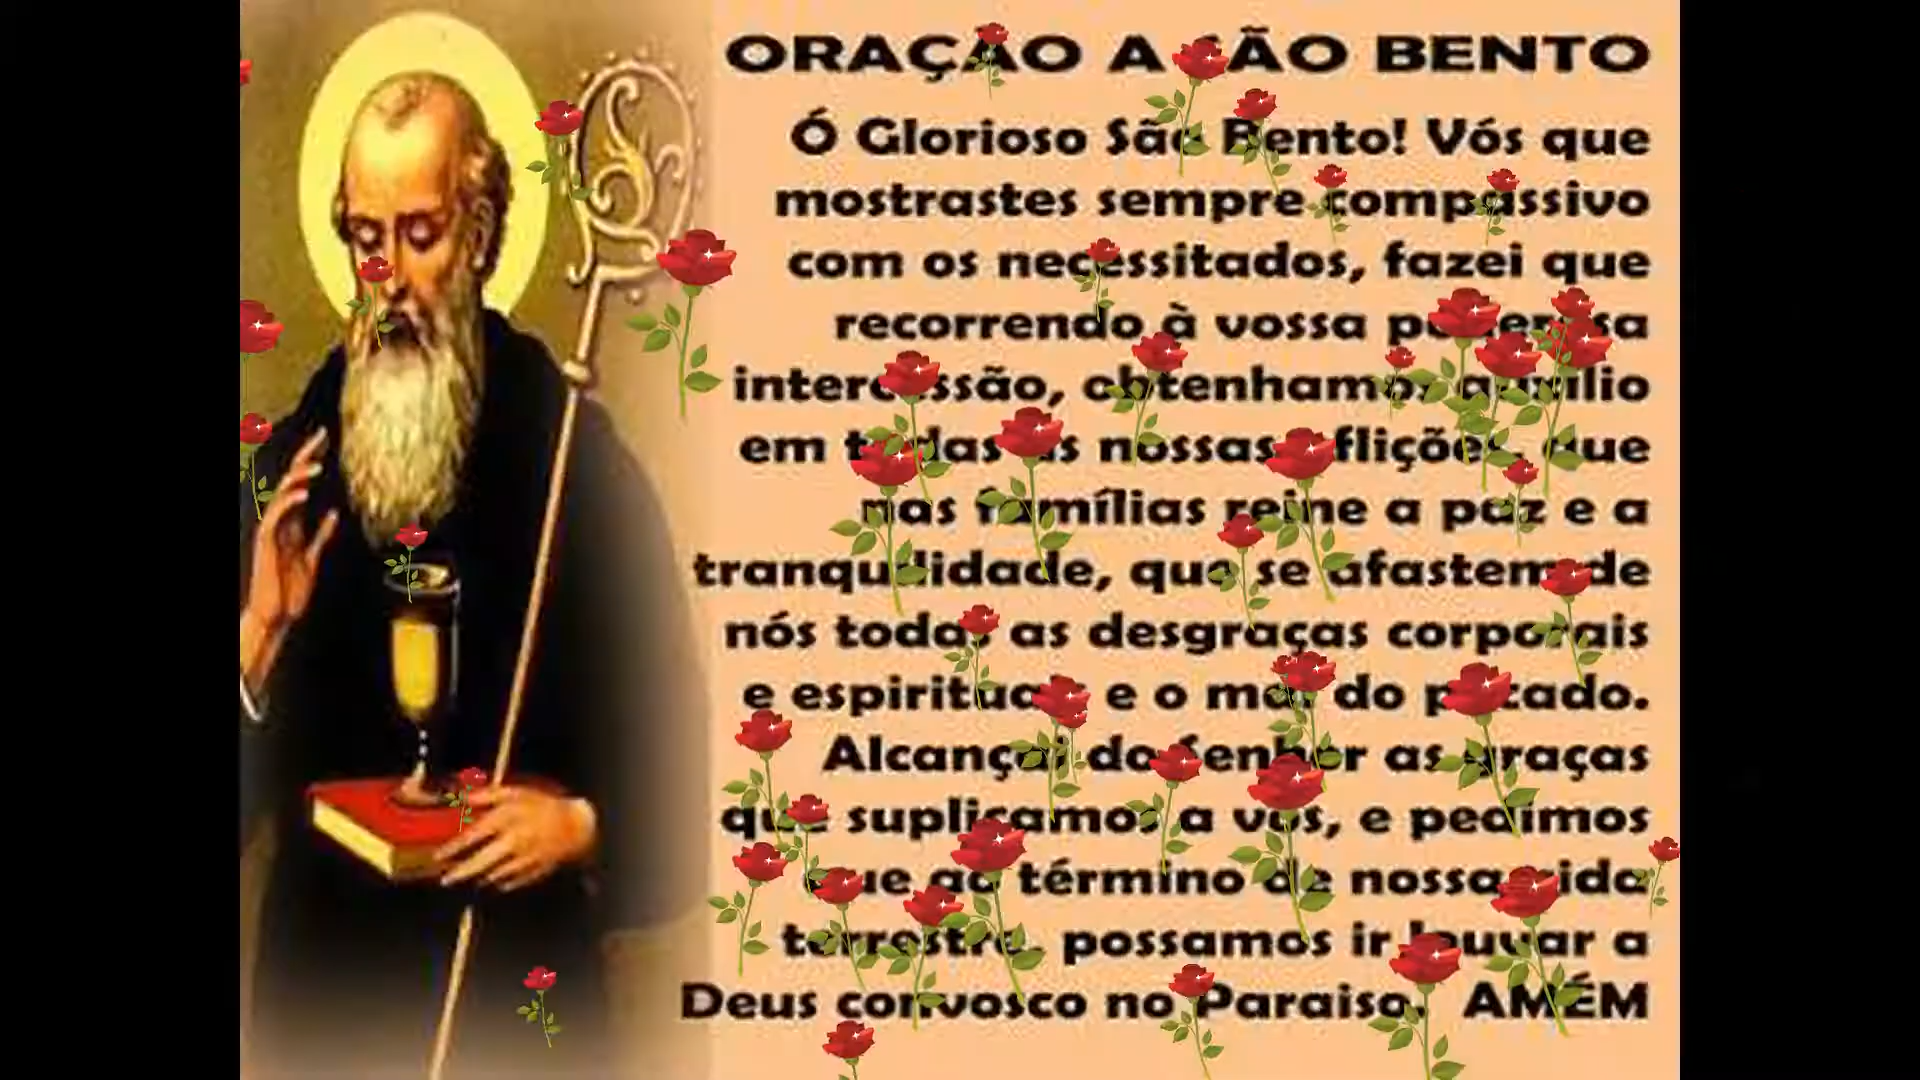 ORAÇÃO A SÃO BENTO
Ó Glorioso São Bento! Vós que
mostrastes sempre compassivo
com os necessitados, fazei que
recorrendo à vossa poderosa
intercessão, obtenhamos auxílio
em todas as nossas aflições, que
nas famílias reine a paz e a
tranquilidade, que se afastem de
nós todas as desgraças corporais
e espirituais e o mal do pecado.
Alcançai do Senhor as graças
que suplicamos a vós, e pedimos
que ao término de nossa vida
terrestre, possamos ir louvar a
Deus convosco no Paraiso. AMÉM